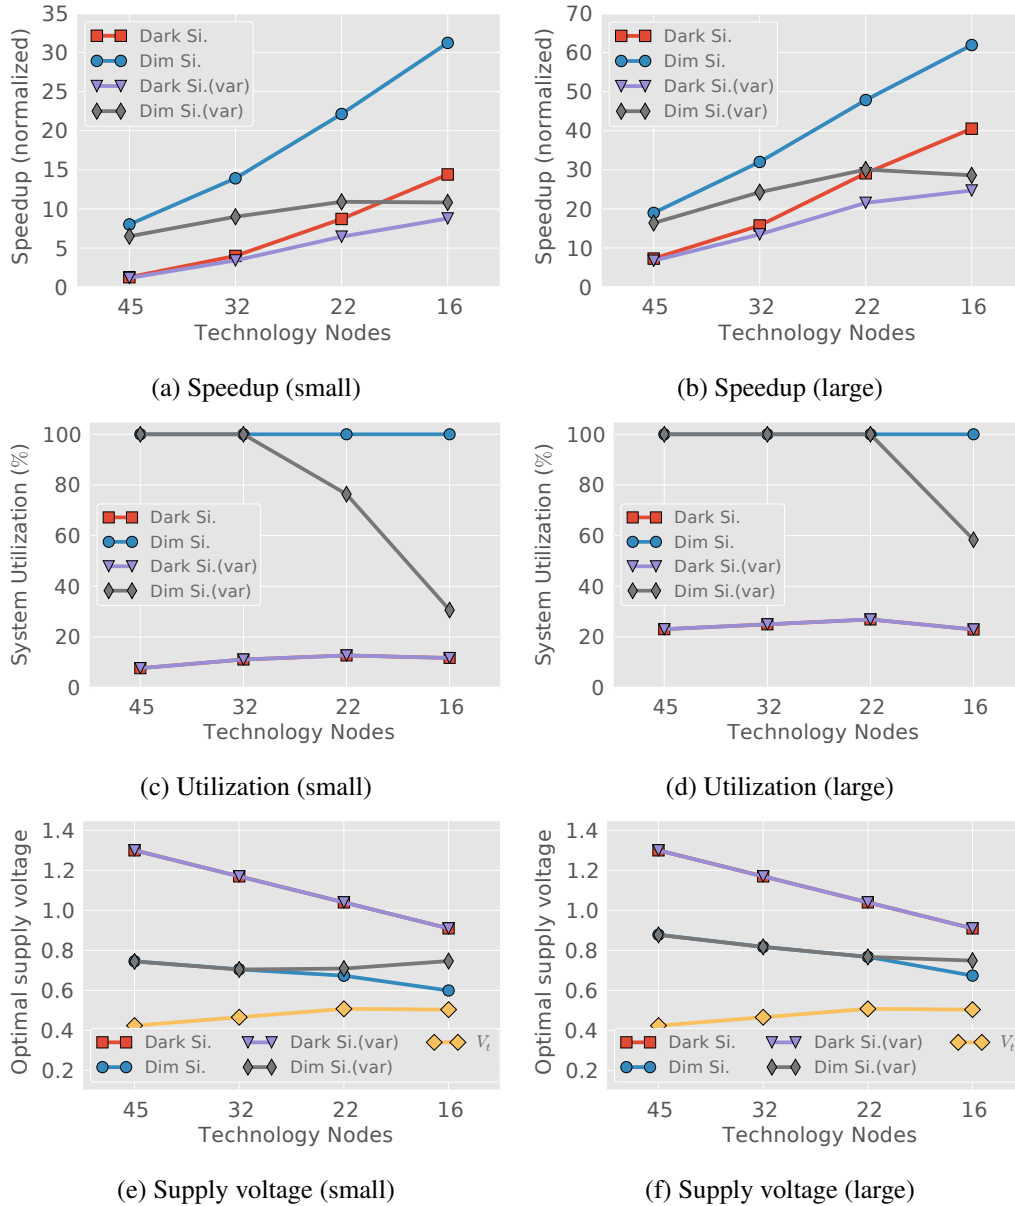 35
30
25
20
15
10
5
0
Speedup (normalized)
Dark Si.
Dim Si.
Dark Si.(var)
Dim Si.(var)
45 32 22 16
Technology Nodes
(a) Speedup (small)
70
60
50
40
30
20
10
0
Speedup (normalized)
Dark Si.
Dim Si.
Dark Si.(var)
Dim Si.(var)
45 32 22 16
Technology Nodes
(b) Speedup (large)
100
80
60
40
20
0
System Utilization (%)
Dark Si.
Dim Si.
Dark Si.(var)
Dim Si.(var)
45 32 22 16
Technology Nodes
(c) Utilization (small)
100
80
60
40
20
0
System Utilization (%)
Dark Si.
Dim Si.
Dark Si.(var)
Dim Si.(var)
45 32 22 16
Technology Nodes
(d) Utilization (large)
1.4
1.2
1.0
0.8
0.6
0.4
0.2
Optimal supply voltage
Dark Si. Dark Si.(var) V_t
Dim Si. Dim Si.(var)
45 32 22 16
Technology Nodes
(e) Supply voltage (small)
1.4
1.2
1.0
0.8
0.6
0.4
0.2
Optimal supply voltage
Dark Si. Dark Si.(var) V_t
Dim Si. Dim Si.(var)
45 32 22 16
Technology Nodes
(f) Supply voltage (large)